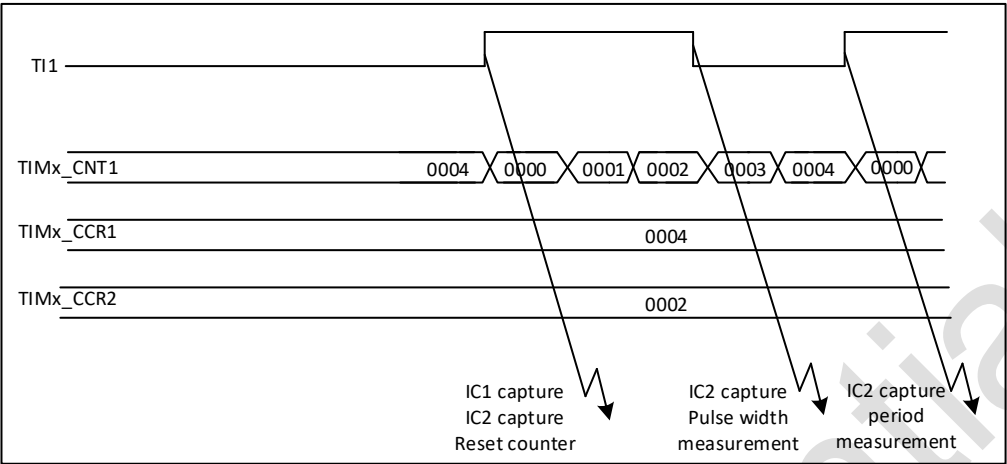 TI1
TIMx_CNT1
0004 0000 0001 0002 0003 0004 0000
TIMx_CCR1
0004
TIMx_CCR2
0002
IC1 capture
IC2 capture
Reset counter
IC2 capture
Pulse width
measurement
IC2 capture
period
measurement